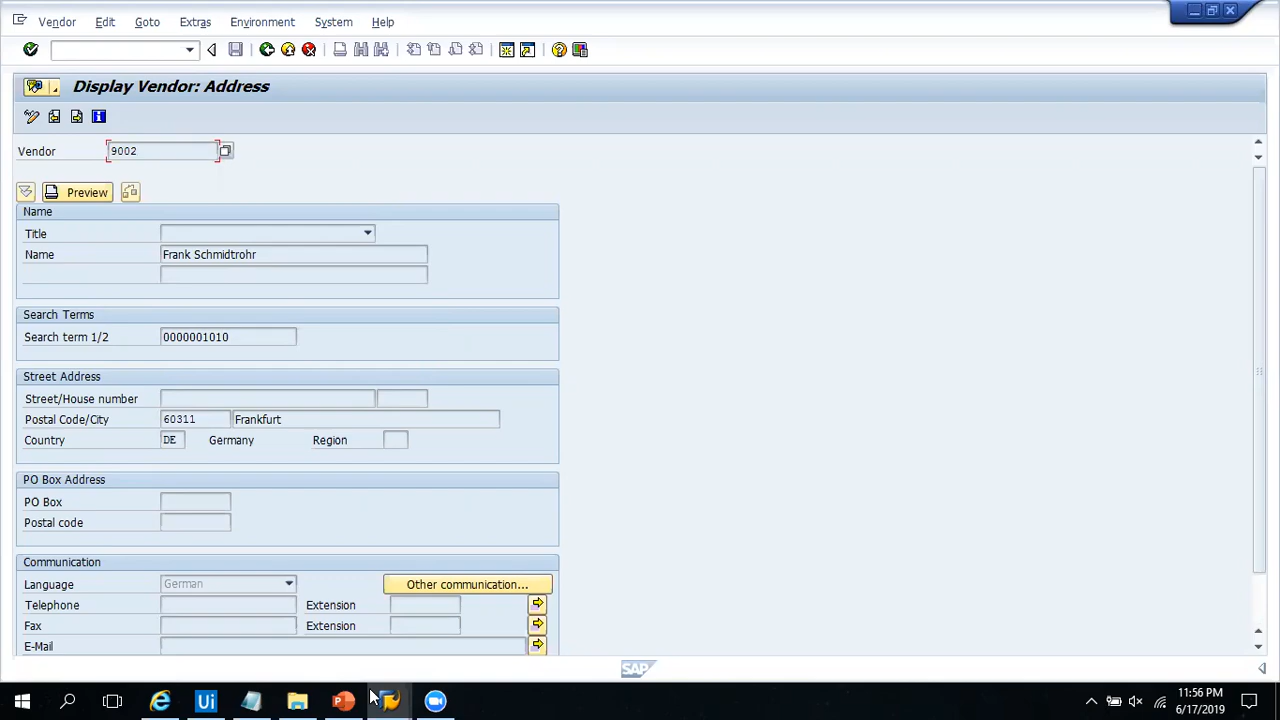 Vendor Edit Goto Extras Environment System Help
Display Vendor: Address
Vendor 9002
Preview
Name
Title
Name Frank Schmidtrohr
Search Terms
Search term 1/2 0000001010
Street Address
Street/House number
Postal Code/City 60311 Frankfurt
Country DE Germany Region
PO Box Address
PO Box
Postal code
Communication
Language German Other communication...
Telephone Extension
Fax Extension
E-Mail
SAP
Ui
11:56 PM
6/17/2019